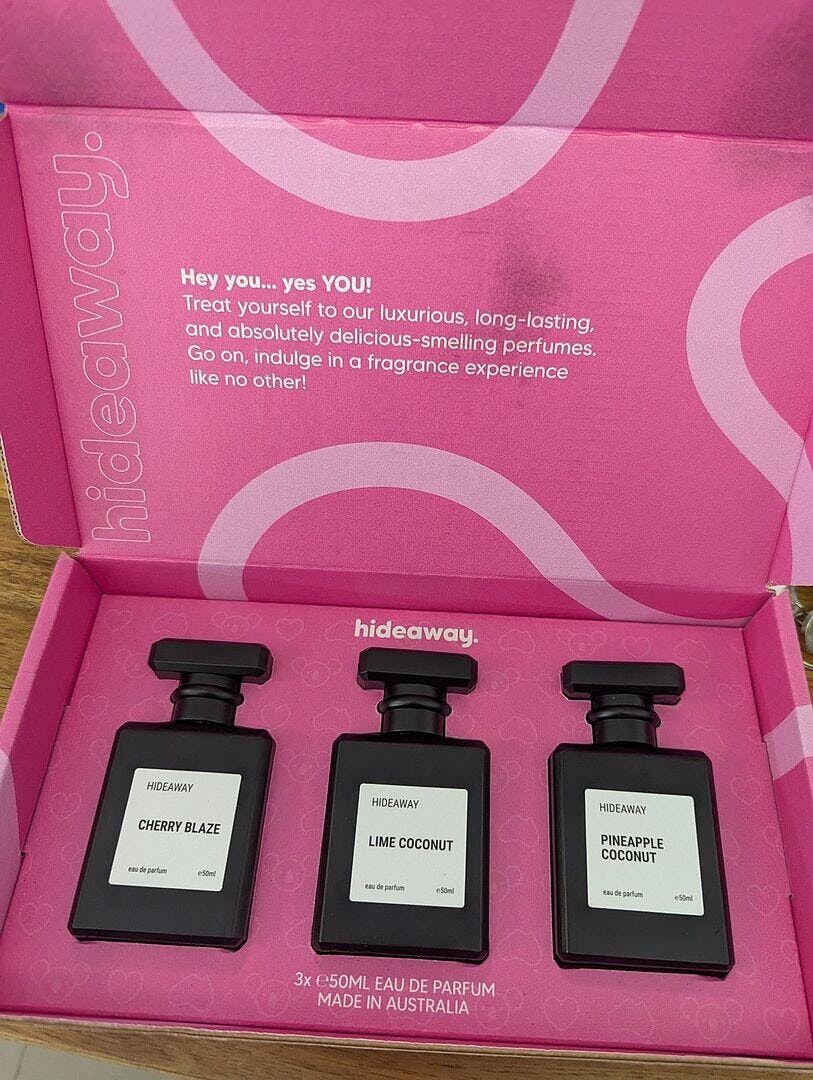 hideaway.
Hey you... yes YOU!
Treat yourself to our luxurious, long-lasting,
and absolutely delicious-smelling perfumes.
Go on, indulge in a fragrance experience
like no other!
hideaway.
HIDEAWAY
CHERRY BLAZE
eau de parfum
℮50ml
HIDEAWAY
LIME COCONUT
eau de parfum
℮50ml
HIDEAWAY
PINEAPPLE
COCONUT
eau de parfum
℮50ml
3x ℮50ML EAU DE PARFUM
MADE IN AUSTRALIA